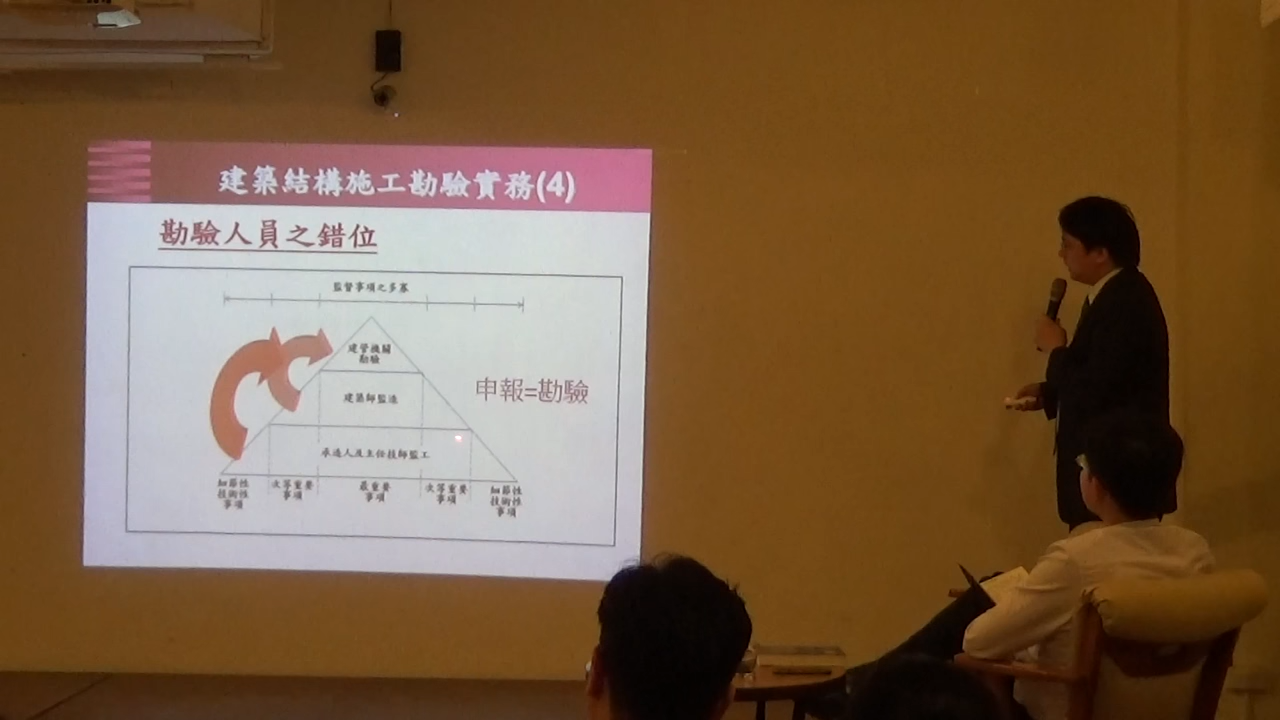 建築結構施工勘驗實務(4)
勘驗人員之錯位
監督事項之多寡
建管機關
勘驗
建築師監造
申報=勘驗
承造人及主任技師監工
細節性
技術性
事項
次等重要
事項
最重要
事項
次等重要
事項
細節性
技術性
事項